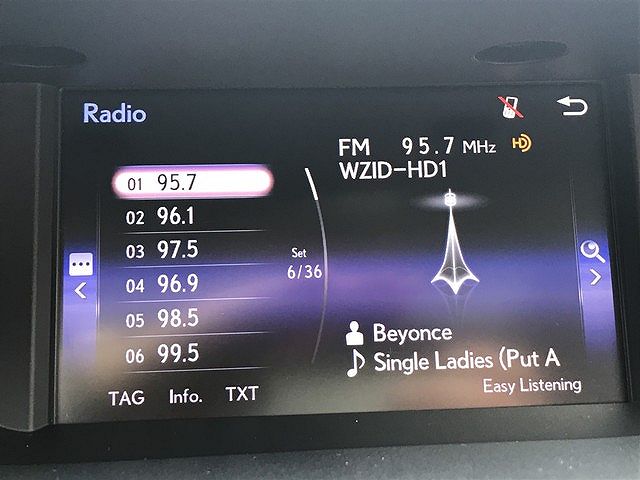 Radio
FM 95.7 MHz HD
WZID-HD1
01 95.7
02 96.1
03 97.5
04 96.9
05 98.5
06 99.5
Set
6/36
Beyonce
Single Ladies (Put A
Easy Listening
TAG Info. TXT